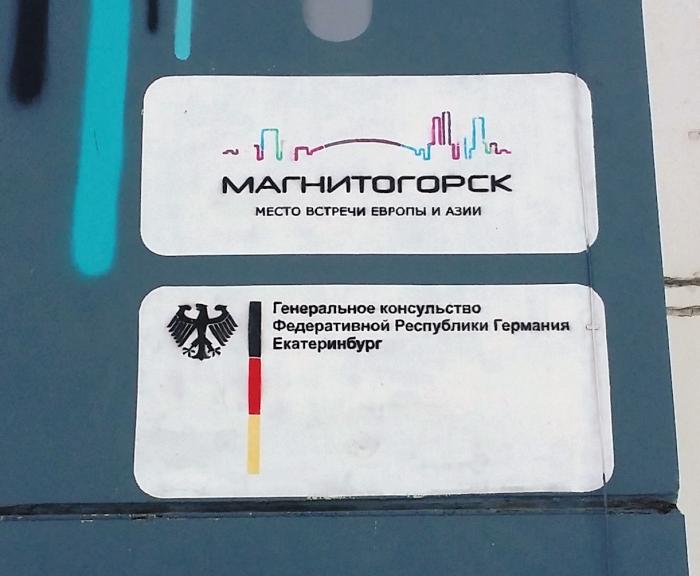 МАГНИТОГОРСК
МЕСТО ВСТРЕЧИ ЕВРОПЫ И АЗИИ
Генеральное консульство
Федеративной Республики Германия
Екатеринбург